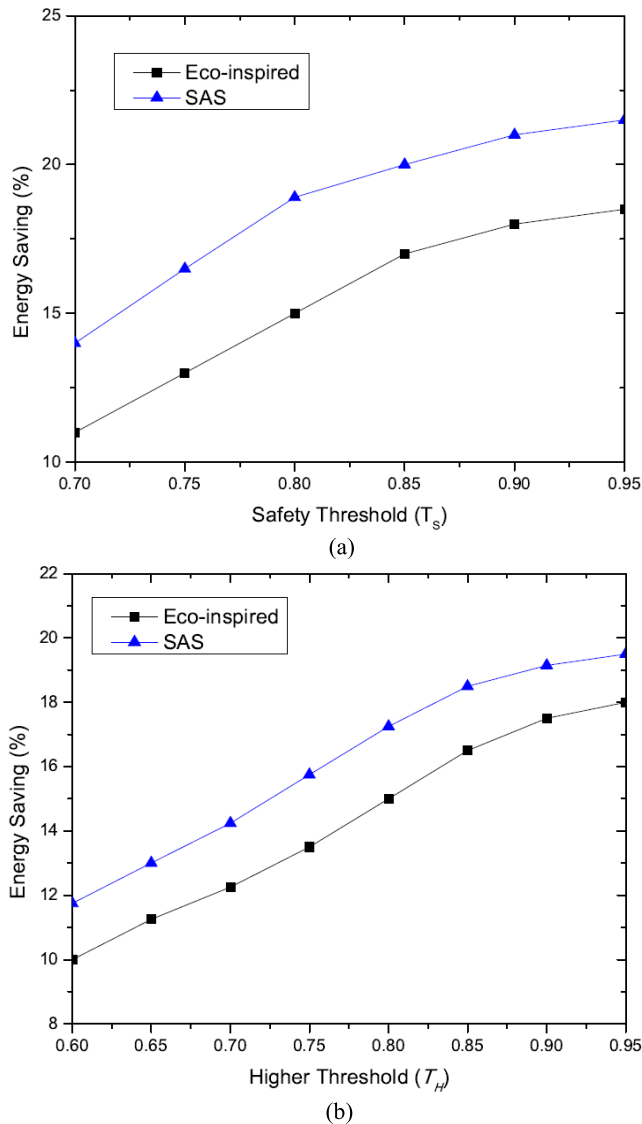 25
20
15
10
Energy Saving (%)
Eco-inspired
SAS
0.70 0.75 0.80 0.85 0.90 0.95
Safety Threshold (TS)
(a)
22
20
18
16
14
12
10
8
Energy Saving (%)
Eco-inspired
SAS
0.60 0.65 0.70 0.75 0.80 0.85 0.90 0.95
Higher Threshold (TH)
(b)